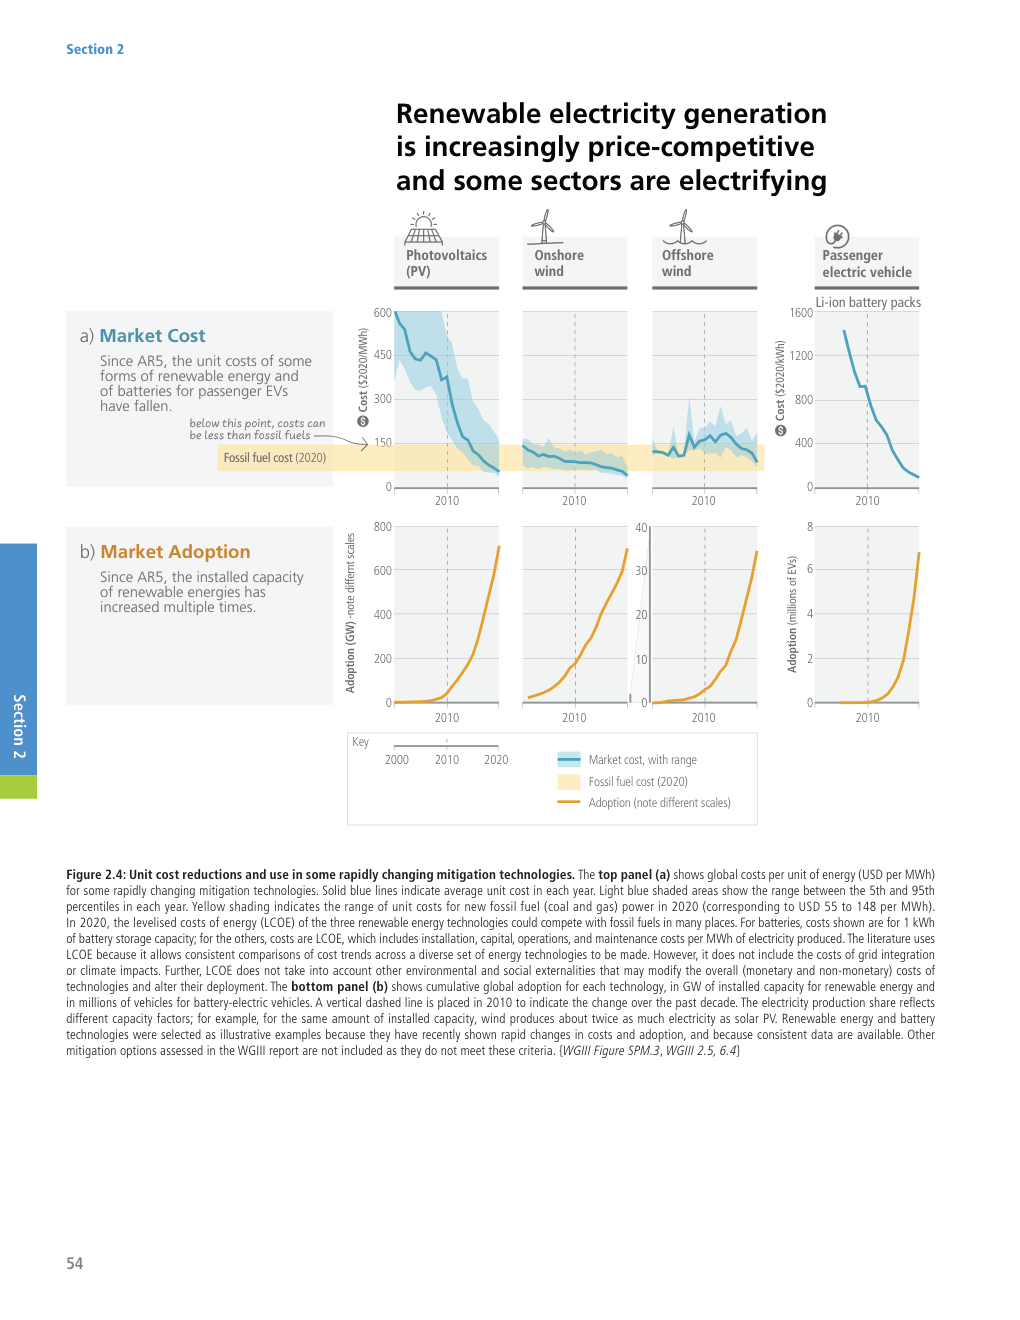 Section 2
Renewable electricity generation
is increasingly price-competitive
and some sectors are electrifying
Photovoltaics
(PV)
Onshore
wind
Offshore
wind
Passenger
electric vehicle
Li-ion battery packs
a) Market Cost
Since AR5, the unit costs of some
forms of renewable energy and
of batteries for passenger EVs
have fallen.
below this point, costs can
be less than fossil fuels
Fossil fuel cost (2020)
$ Cost ($2020/MWh)
600
450
300
150
0
2010
2010
2010
$ Cost ($2020/kWh)
1600
1200
800
400
0
2010
b) Market Adoption
Since AR5, the installed capacity
of renewable energies has
increased multiple times.
Adoption (GW) -note differnt scales
800
600
400
200
0
2010
2010
40
30
20
10
0
2010
Adoption (millions of EVs)
8
6
4
2
0
2010
Key
2000 2010 2020
Market cost, with range
Fossil fuel cost (2020)
Adoption (note different scales)
Section 2
Figure 2.4: Unit cost reductions and use in some rapidly changing mitigation technologies. The top panel (a) shows global costs per unit of energy (USD per MWh)
for some rapidly changing mitigation technologies. Solid blue lines indicate average unit cost in each year. Light blue shaded areas show the range between the 5th and 95th
percentiles in each year. Yellow shading indicates the range of unit costs for new fossil fuel (coal and gas) power in 2020 (corresponding to USD 55 to 148 per MWh).
In 2020, the levelised costs of energy (LCOE) of the three renewable energy technologies could compete with fossil fuels in many places. For batteries, costs shown are for 1 kWh
of battery storage capacity; for the others, costs are LCOE, which includes installation, capital, operations, and maintenance costs per MWh of electricity produced. The literature uses
LCOE because it allows consistent comparisons of cost trends across a diverse set of energy technologies to be made. However, it does not include the costs of grid integration
or climate impacts. Further, LCOE does not take into account other environmental and social externalities that may modify the overall (monetary and non-monetary) costs of
technologies and alter their deployment. The bottom panel (b) shows cumulative global adoption for each technology, in GW of installed capacity for renewable energy and
in millions of vehicles for battery-electric vehicles. A vertical dashed line is placed in 2010 to indicate the change over the past decade. The electricity production share reflects
different capacity factors; for example, for the same amount of installed capacity, wind produces about twice as much electricity as solar PV. Renewable energy and battery
technologies were selected as illustrative examples because they have recently shown rapid changes in costs and adoption, and because consistent data are available. Other
mitigation options assessed in the WGIII report are not included as they do not meet these criteria. {WGIII Figure SPM.3, WGIII 2.5, 6.4}
54